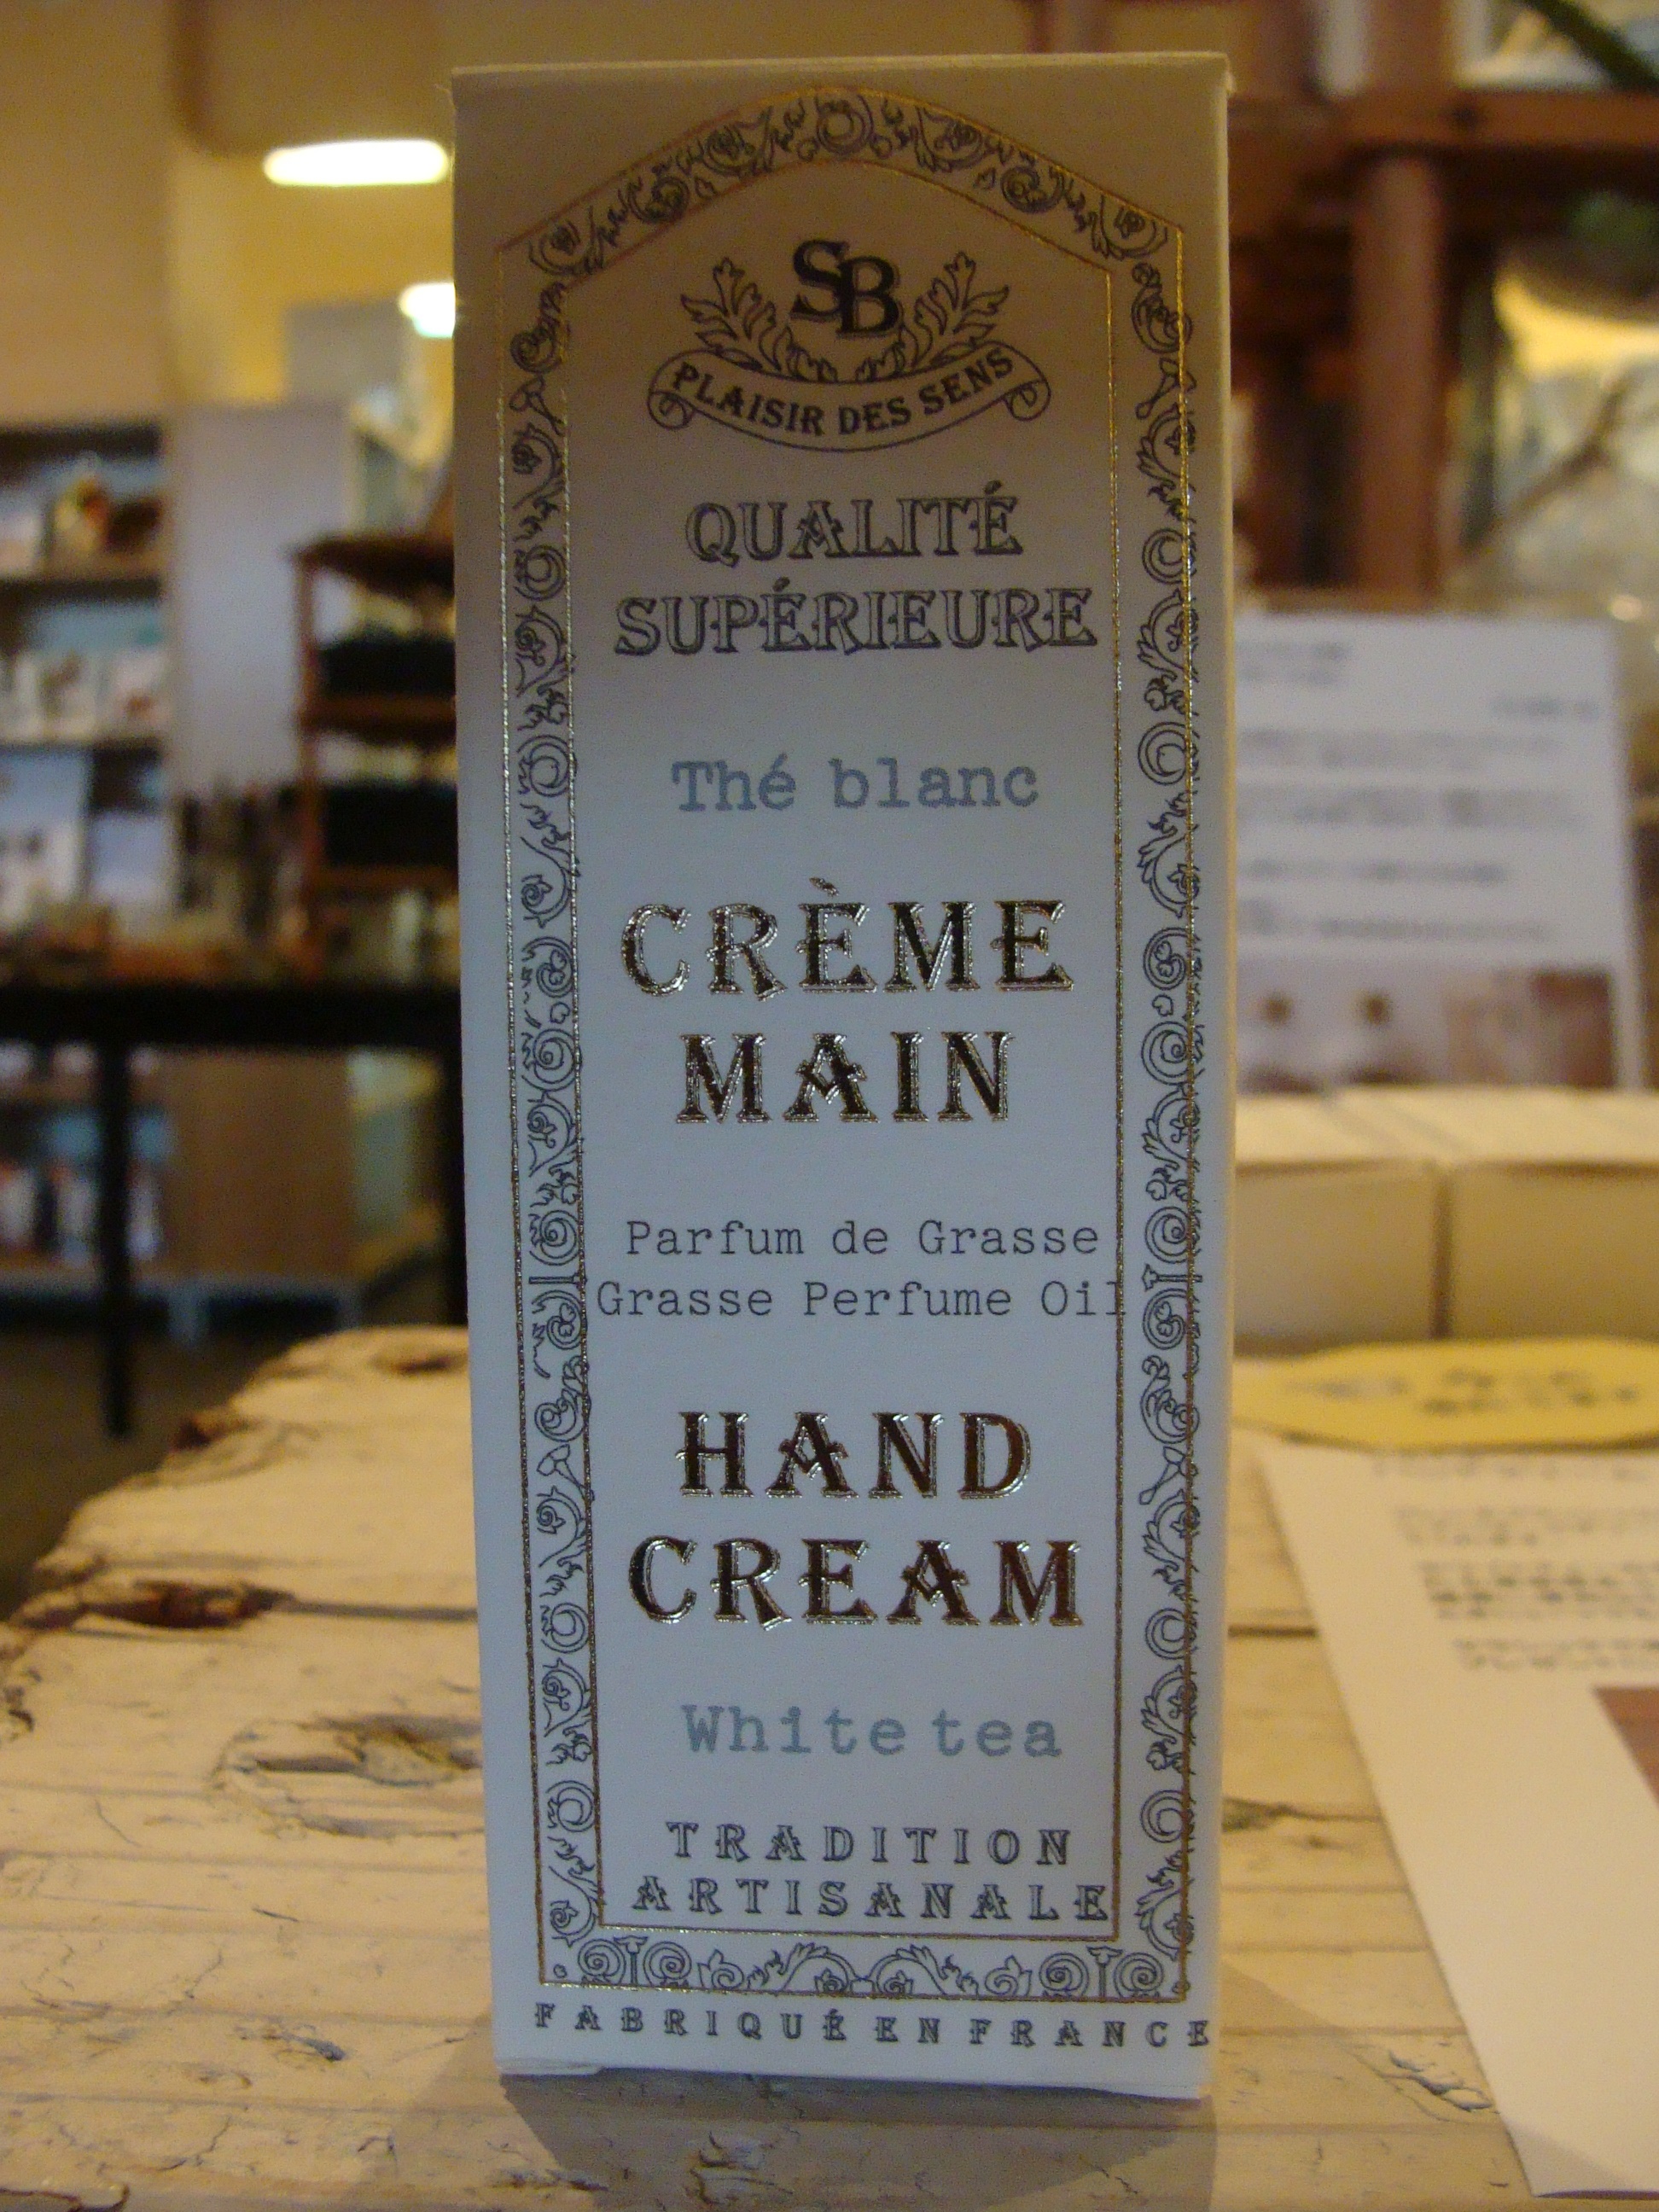 SB
PLAISIR DES SENS
QUALITÉ
SUPÉRIEURE
Thé blanc
CRÈME
MAIN
Parfum de Grasse
Grasse Perfume Oil
HAND
CREAM
White tea
TRADITION
ARTISANALE
FABRIQUÉ EN FRANCE